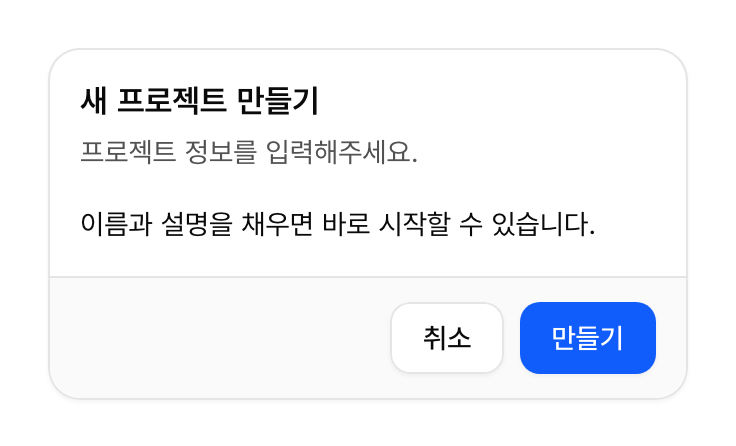 새 프로젝트 만들기
프로젝트 정보를 입력해주세요.
이름과 설명을 채우면 바로 시작할 수 있습니다.
취소
만들기